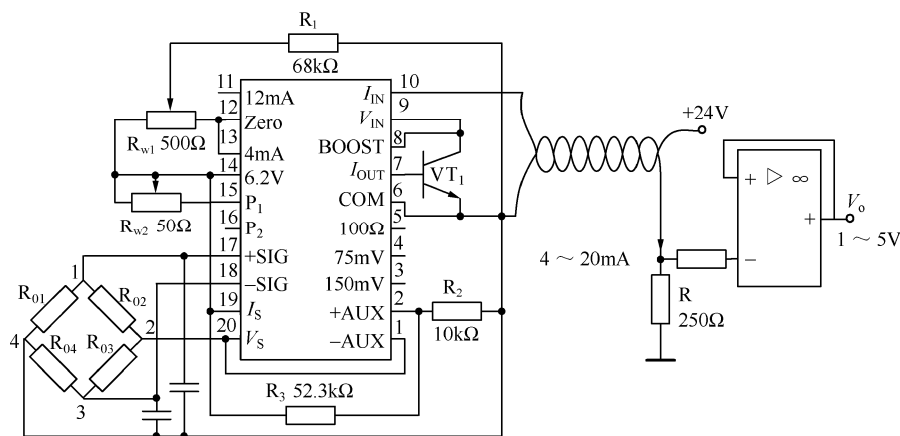 R1
68kΩ
11 12mA
12 Zero
13 4mA
14 6.2V
15 P1
16 P2
17 +SIG
18 −SIG
19 IS
20 VS
IIN 10
VIN 9
BOOST 8
IOUT 7
COM 6
100Ω 5
75mV 4
150mV 3
+AUX 2
−AUX 1
Rw1 500Ω
Rw2 50Ω
VT1
R2
10kΩ
R3 52.3kΩ
1
R01 R02
4 2
R04 R03
3
+24V
+ ▷ ∞
+
−
Vo
1 ~ 5V
4 ~ 20mA
R
250Ω